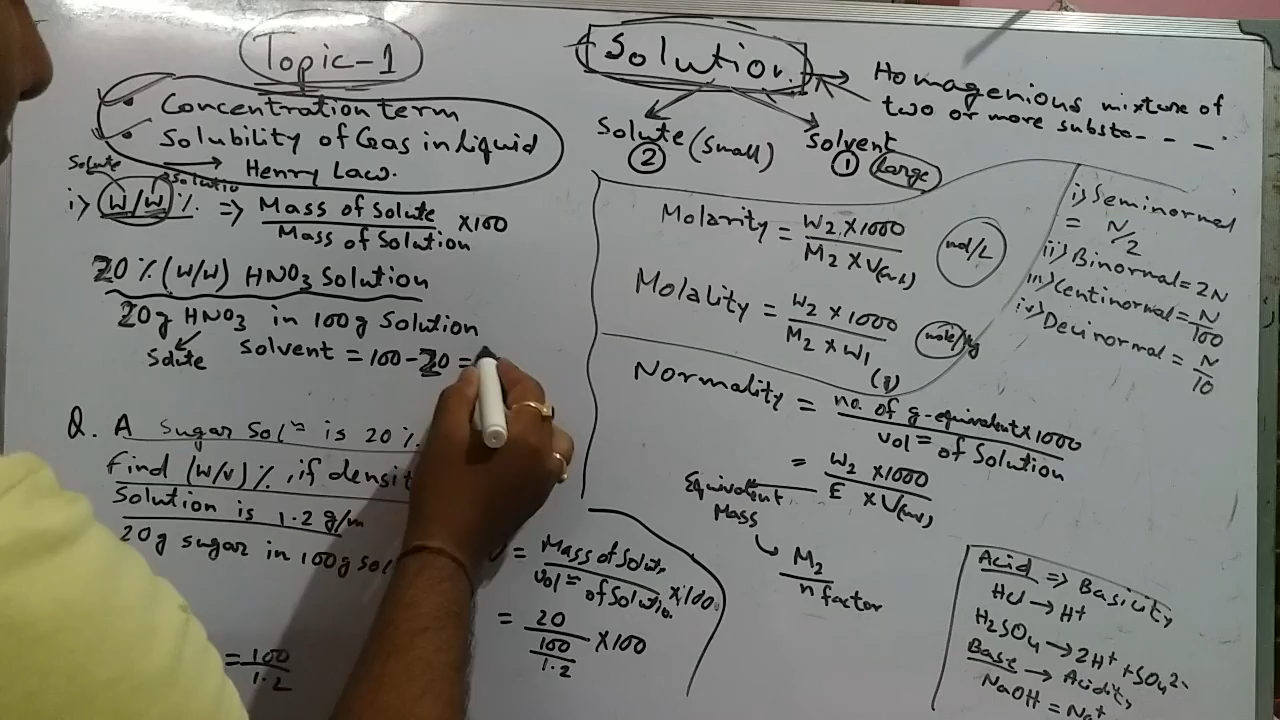 Topic-1
• Concentration term
• Solubility of Gas in liquid
→ Henry Law.
Solute
Solutio
i) W/W % ⇒ Mass of Solute / Mass of Solution ×100
20 % (W/W) HNO3 Solution
20g HNO3 in 100g Solution
Solute
Solvent = 100 - 20 =
Q. A Sugar Sol= is 20 %.
find (W/V) %, if densit
Solution is 1.2 g/m
20g sugar in 100g sol
= 100 / 1.2
= Mass of Solut / vol= of Solutio. ×100
= 20 / (100 / 1.2) ×100
Solution.
→ Homagenious mixture of
two or more substa- - -
Solute (Small)
2
Solvent
1 Large
Molarity = W2 × 1000 / M2 × V(mL)
mol/L
Molality = W2 × 1000 / M2 × W1 (g)
mole/kg
Normality = no. of g-equivalent × 1000 / vol= of Solution
= W2 × 1000 / E × V(mL)
Equivalent
Mass
M2 / n factor
i) Seminormal
= N/2
ii) Binormal = 2N
iii) Centinormal = N/100
iv) Decinormal = N/10
Acid ⇒ Basicity
HCl → H+
H2SO4 → 2H+ + SO4 2-
Base → Acidity
NaOH = Na+